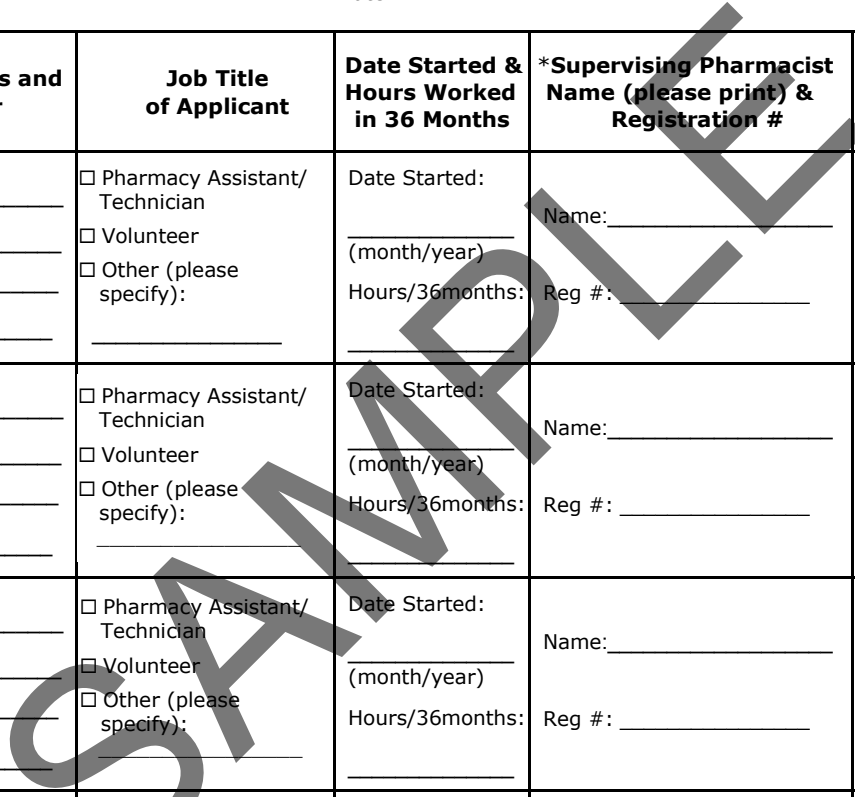 s and
Job Title
of Applicant
Date Started &
Hours Worked
in 36 Months
*Supervising Pharmacist
Name (please print) &
Registration #
☐ Pharmacy Assistant/
Technician
☐ Volunteer
☐ Other (please
specify):
Date Started:
(month/year)
Hours/36months:
Name:
Reg #:
☐ Pharmacy Assistant/
Technician
☐ Volunteer
☐ Other (please
specify):
Date Started:
(month/year)
Hours/36months:
Name:
Reg #:
☐ Pharmacy Assistant/
Technician
☐ Volunteer
☐ Other (please
specify):
Date Started:
(month/year)
Hours/36months:
Name:
Reg #:
SAMPLE